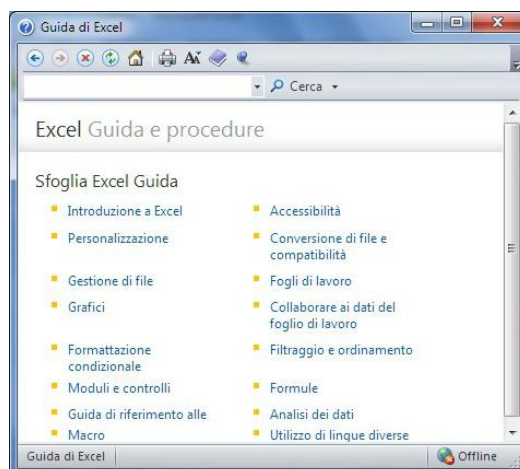 Guida di Excel
Cerca
Excel Guida e procedure
Sfoglia Excel Guida
Introduzione a Excel
Accessibilità
Personalizzazione
Conversione di file e
compatibilità
Gestione di file
Fogli di lavoro
Grafici
Collaborare ai dati del
foglio di lavoro
Formattazione
condizionale
Filtraggio e ordinamento
Moduli e controlli
Formule
Guida di riferimento alle
Analisi dei dati
Macro
Utilizzo di lingue diverse
Guida di Excel
Offline